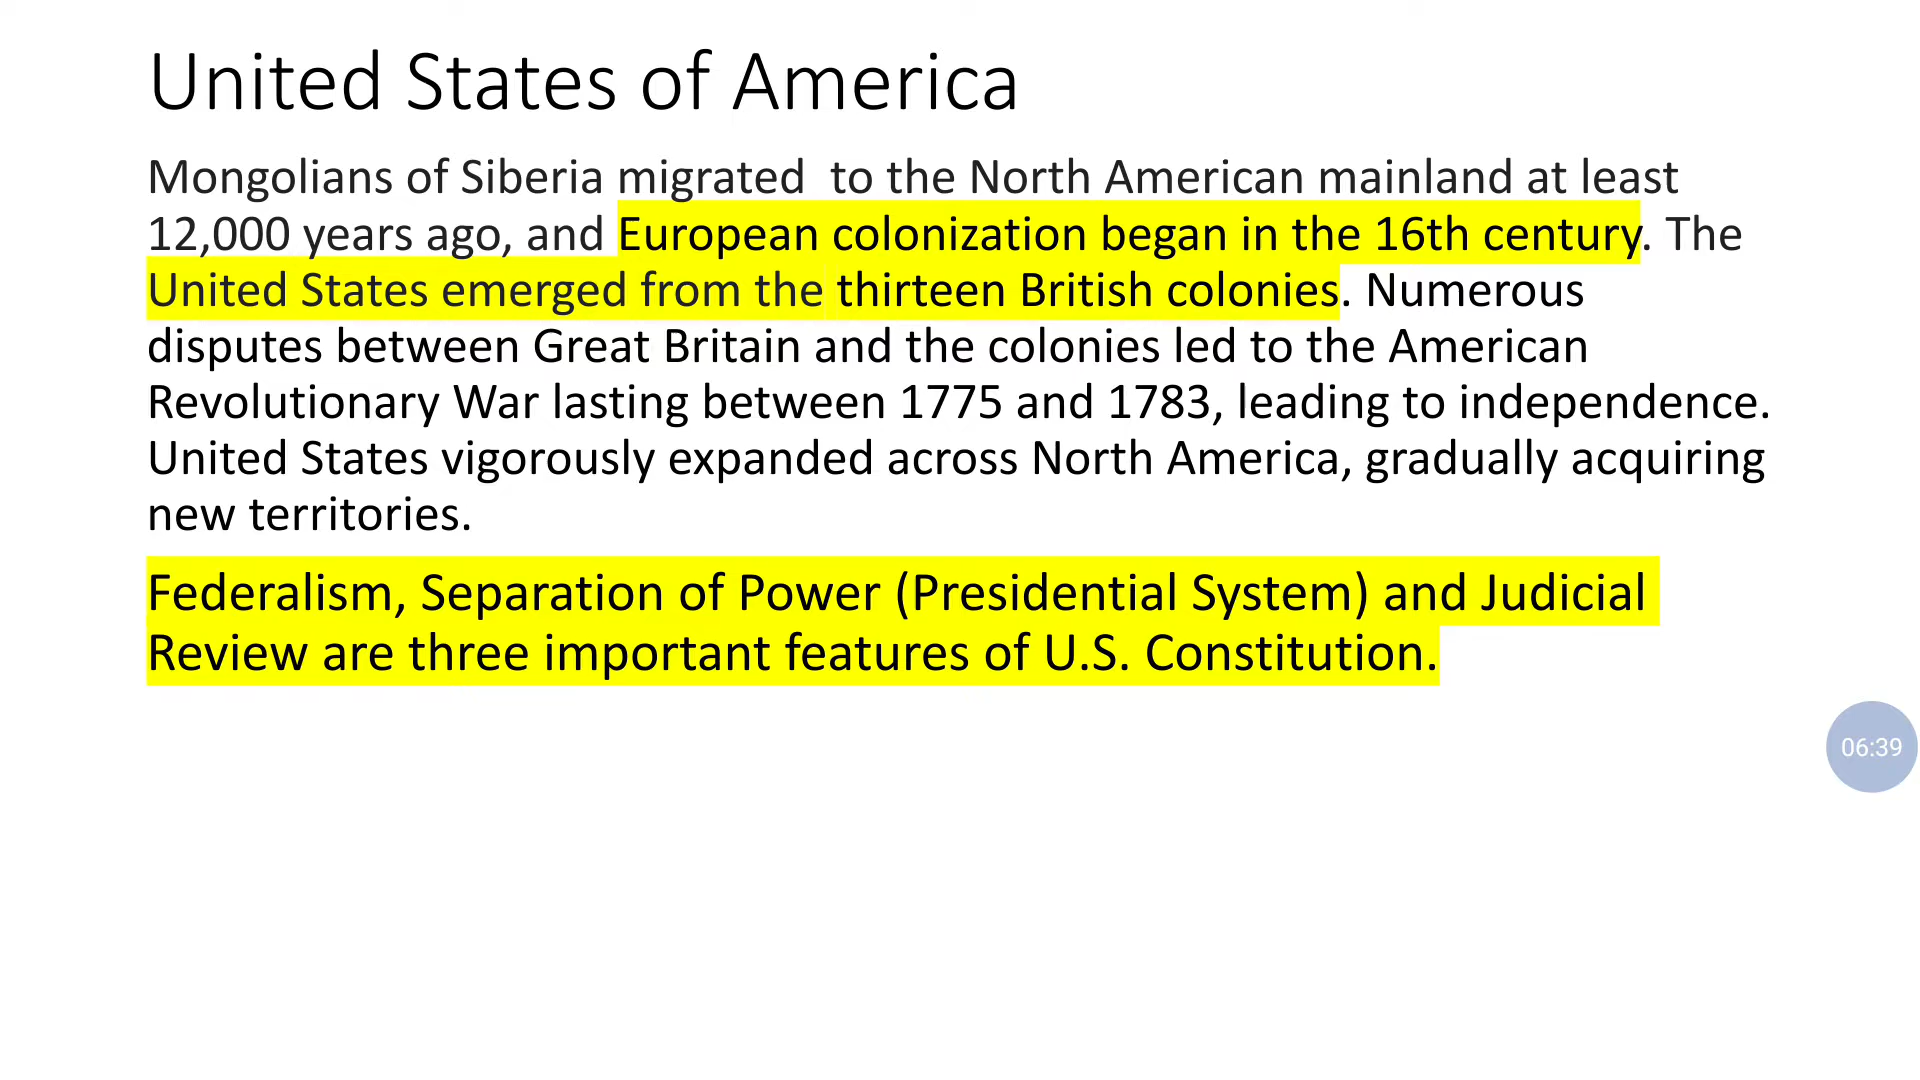 United States of America
Mongolians of Siberia migrated  to the North American mainland at least
12,000 years ago, and European colonization began in the 16th century. The
United States emerged from the thirteen British colonies. Numerous
disputes between Great Britain and the colonies led to the American
Revolutionary War lasting between 1775 and 1783, leading to independence.
United States vigorously expanded across North America, gradually acquiring
new territories.
Federalism, Separation of Power (Presidential System) and Judicial
Review are three important features of U.S. Constitution.
06:39